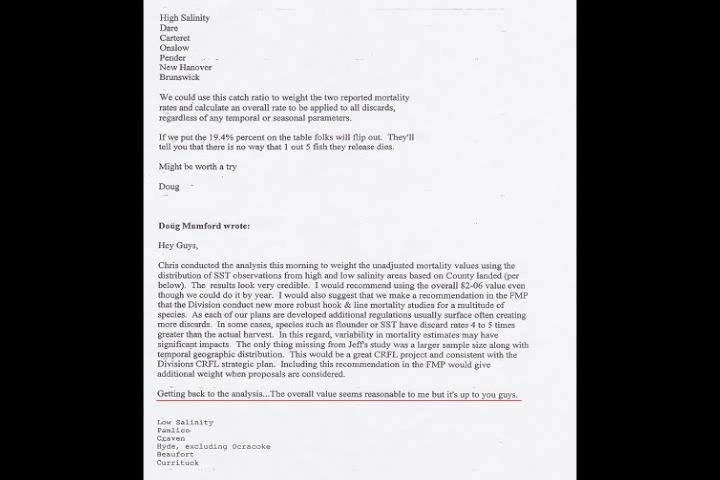 High Salinity
Dare
Carteret
Onslow
Pender
New Hanover
Brunswick
We could use this catch ratio to weight the two reported mortality
rates and calculate an overall rate to be applied to all discards,
regardless of any temporal or seasonal parameters.
If we put the 19.4% percent on the table folks will flip out. They'll
tell you that there is no way that 1 out 5 fish they release dies.
Might be worth a try
Doug
Doug Mumford wrote:
Hey Guys,
Chris conducted the analysis this morning to weight the unadjusted mortality values using the
distribution of SST observations from high and low salinity areas based on County landed (per
below). The results look very credible. I would recommend using the overall 82-06 value even
though we could do it by year. I would also suggest that we make a recommendation in the FMP
that the Division conduct new more robust hook & line mortality studies for a multitude of
species. As each of our plans are developed additional regulations usually surface often creating
more discards. In some cases, species such as flounder or SST have discard rates 4 to 5 times
greater than the actual harvest. In this regard, variability in mortality estimates may have
significant impacts. The only thing missing from Jeff's study was a larger sample size along with
temporal geographic distribution. This would be a great CRFL project and consistent with the
Divisions CRFL strategic plan. Including this recommendation in the FMP would give
additional weight when proposals are considered.
Getting back to the analysis...The overall value seems reasonable to me but it's up to you guys.
Low Salinity
Pamlico
Craven
Hyde, excluding Ocracoke
Beaufort
Currituck